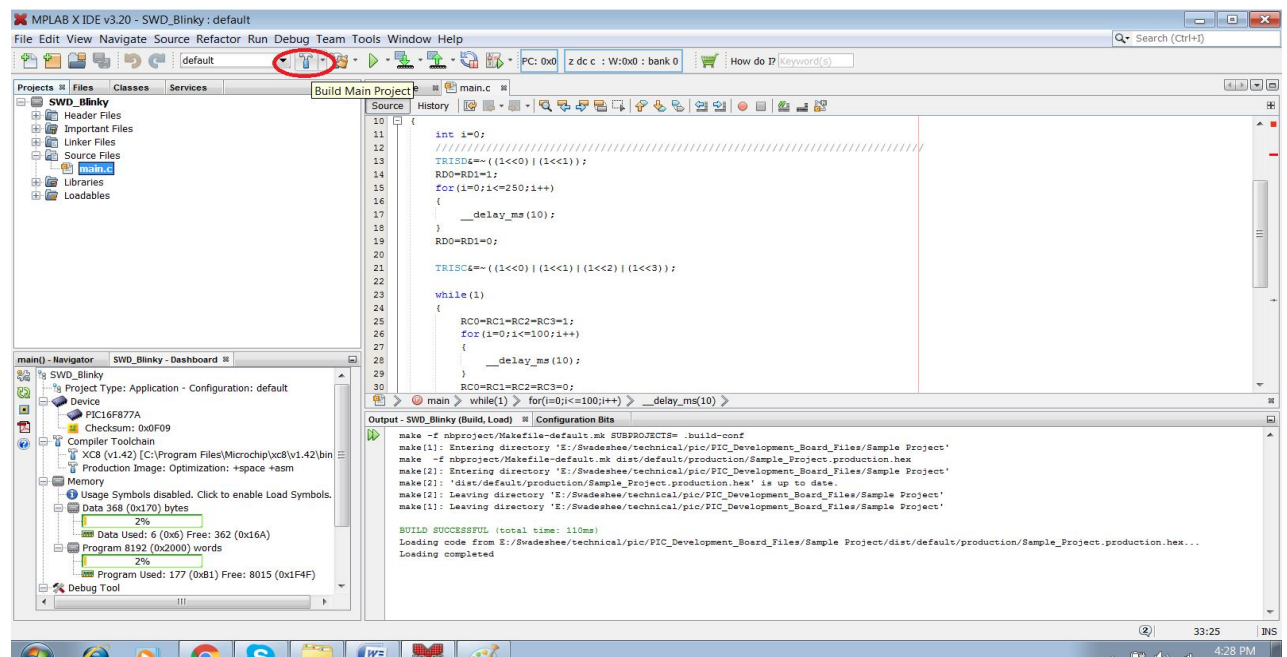 MPLAB X IDE v3.20 - SWD_Blinky : default
File Edit View Navigate Source Refactor Run Debug Team Tools Window Help
Search (Ctrl+I)
default
PC: 0x0
z dc c : W:0x0 : bank 0
How do I?
Keyword(s)
Build Main Project
Projects
Files
Classes
Services
SWD_Blinky
Header Files
Important Files
Linker Files
Source Files
main.c
Libraries
Loadables
main.c
Source
History
10 {
11 int i=0;
12 //////////////////////////////////////////////////////////////////////////////
13 TRISD&=~((1<<0)|(1<<1));
14 RD0=RD1=1;
15 for(i=0;i<=250;i++)
16 {
17 __delay_ms(10);
18 }
19 RD0=RD1=0;
20
21 TRISC&=~((1<<0)|(1<<1)|(1<<2)|(1<<3));
22
23 while(1)
24 {
25 RC0=RC1=RC2=RC3=1;
26 for(i=0;i<=100;i++)
27 {
28 __delay_ms(10);
29 }
30 RC0=RC1=RC2=RC3=0;
main
while(1)
for(i=0;i<=100;i++)
__delay_ms(10)
main() - Navigator
SWD_Blinky - Dashboard
SWD_Blinky
Project Type: Application - Configuration: default
Device
PIC16F877A
Checksum: 0x0F09
Compiler Toolchain
XC8 (v1.42) [C:\Program Files\Microchip\xc8\v1.42\bin
Production Image: Optimization: +space +asm
Memory
Usage Symbols disabled. Click to enable Load Symbols.
Data 368 (0x170) bytes
2%
Data Used: 6 (0x6) Free: 362 (0x16A)
Program 8192 (0x2000) words
2%
Program Used: 177 (0xB1) Free: 8015 (0x1F4F)
Debug Tool
Output - SWD_Blinky (Build, Load)
Configuration Bits
make -f nbproject/Makefile-default.mk SUBPROJECTS= .build-conf
make[1]: Entering directory 'E:/Swadeshee/technical/pic/PIC_Development_Board_Files/Sample Project'
make  -f nbproject/Makefile-default.mk dist/default/production/Sample_Project.production.hex
make[2]: Entering directory 'E:/Swadeshee/technical/pic/PIC_Development_Board_Files/Sample Project'
make[2]: 'dist/default/production/Sample_Project.production.hex' is up to date.
make[2]: Leaving directory 'E:/Swadeshee/technical/pic/PIC_Development_Board_Files/Sample Project'
make[1]: Leaving directory 'E:/Swadeshee/technical/pic/PIC_Development_Board_Files/Sample Project'
BUILD SUCCESSFUL (total time: 110ms)
Loading code from E:/Swadeshee/technical/pic/PIC_Development_Board_Files/Sample Project/dist/default/production/Sample_Project.production.hex...
Loading completed
33:25
INS
4:28 PM